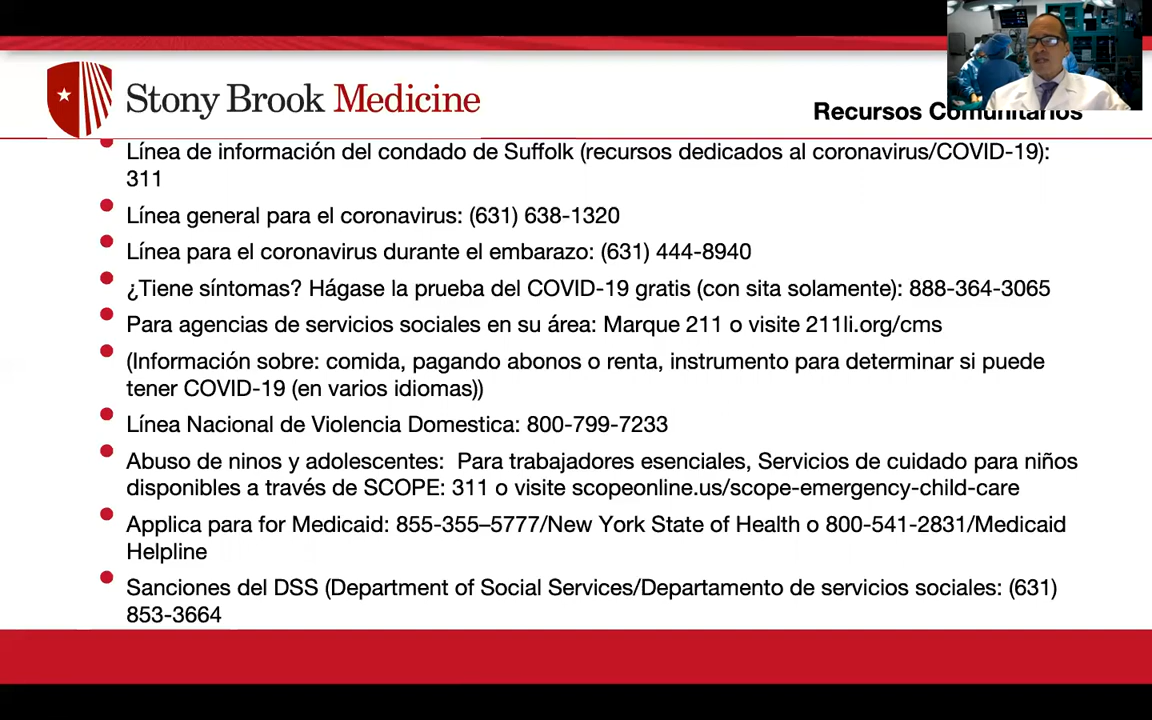 Stony Brook Medicine
Recursos Comunitarios
Línea de información del condado de Suffolk (recursos dedicados al coronavirus/COVID-19):
311
Línea general para el coronavirus: (631) 638-1320
Línea para el coronavirus durante el embarazo: (631) 444-8940
¿Tiene síntomas? Hágase la prueba del COVID-19 gratis (con sita solamente): 888-364-3065
Para agencias de servicios sociales en su área: Marque 211 o visite 211li.org/cms
(Información sobre: comida, pagando abonos o renta, instrumento para determinar si puede
tener COVID-19 (en varios idiomas))
Línea Nacional de Violencia Domestica: 800-799-7233
Abuso de ninos y adolescentes:  Para trabajadores esenciales, Servicios de cuidado para niños
disponibles a través de SCOPE: 311 o visite scopeonline.us/scope-emergency-child-care
Applica para for Medicaid: 855-355–5777/New York State of Health o 800-541-2831/Medicaid
Helpline
Sanciones del DSS (Department of Social Services/Departamento de servicios sociales: (631)
853-3664